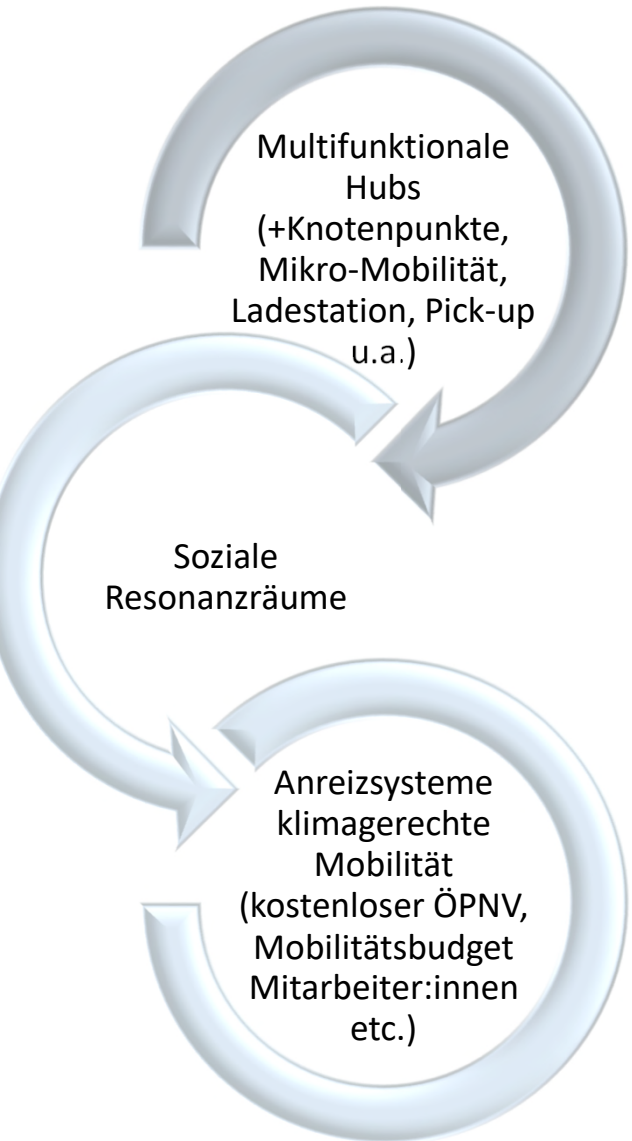 Multifunktionale
Hubs
(+Knotenpunkte,
Mikro-Mobilität,
Ladestation, Pick-up
u.a.)
Soziale
Resonanzräume
Anreizsysteme
klimagerechte
Mobilität
(kostenloser ÖPNV,
Mobilitätsbudget
Mitarbeiter:innen
etc.)